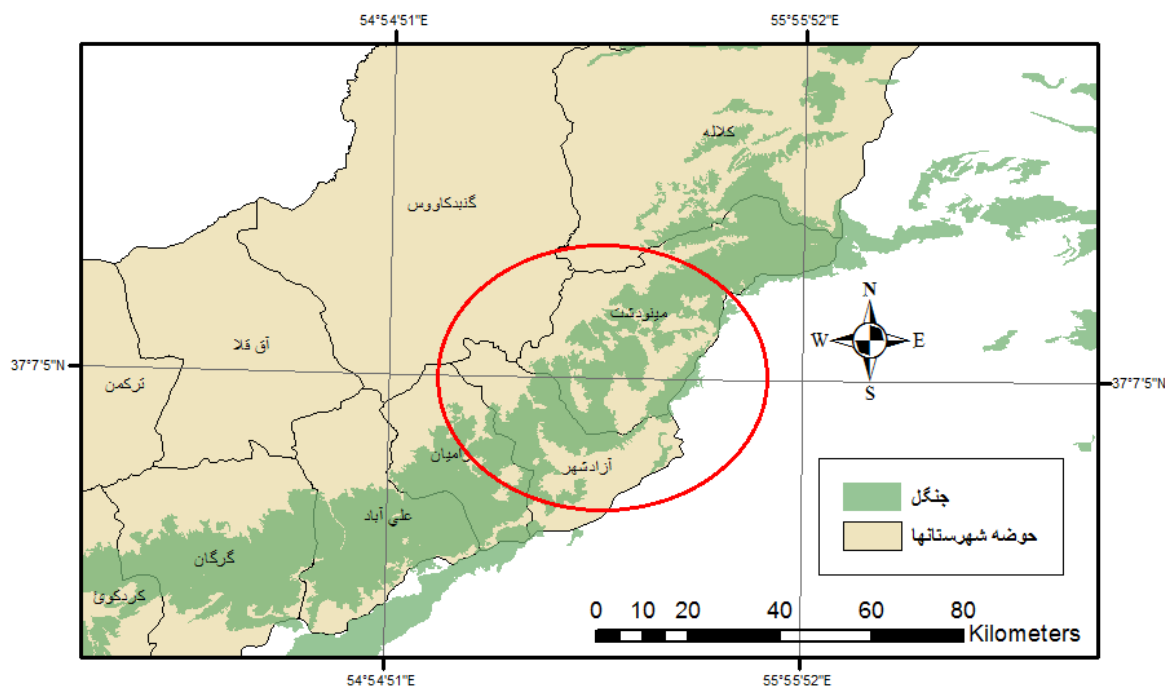 54°54'51"E
55°55'52"E
کلاله
گنبدکاووس
مینودشت
N
W
E
S
آق قلا
37°7'5"N
37°7'5"N
ترکمن
رامیان
آزادشهر
علي آباد
گرگان
کردکوئ
جنگل
حوضه شهرستانها
0 10 20 40 60 80
Kilometers
54°54'51"E
55°55'52"E